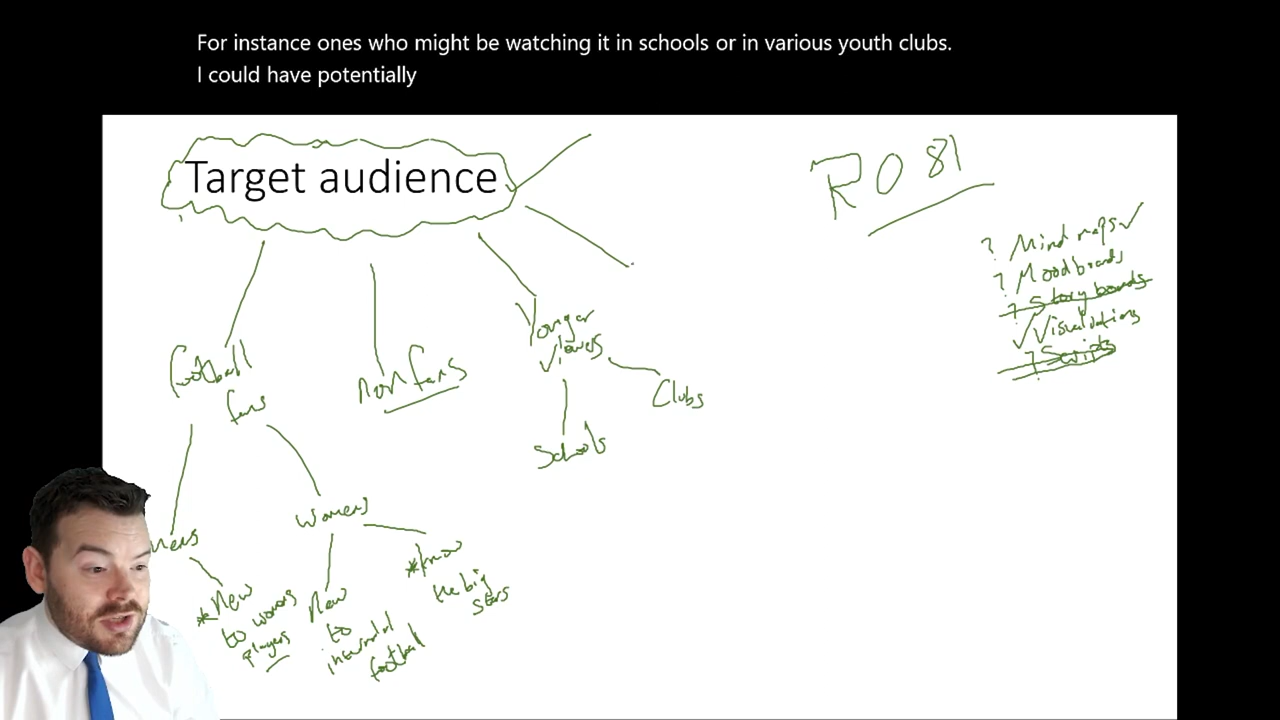 For instance ones who might be watching it in schools or in various youth clubs.
I could have potentially
Target audience
R081
? Mind maps ✓
? Moodboards
? Story boards
✓ Visualisations
? Scripts
Football
fans
non fans
Younger
viewers
Clubs
Schools
Mens
Womens
*New
to womens
players
New
to
football
*know
the big
stars